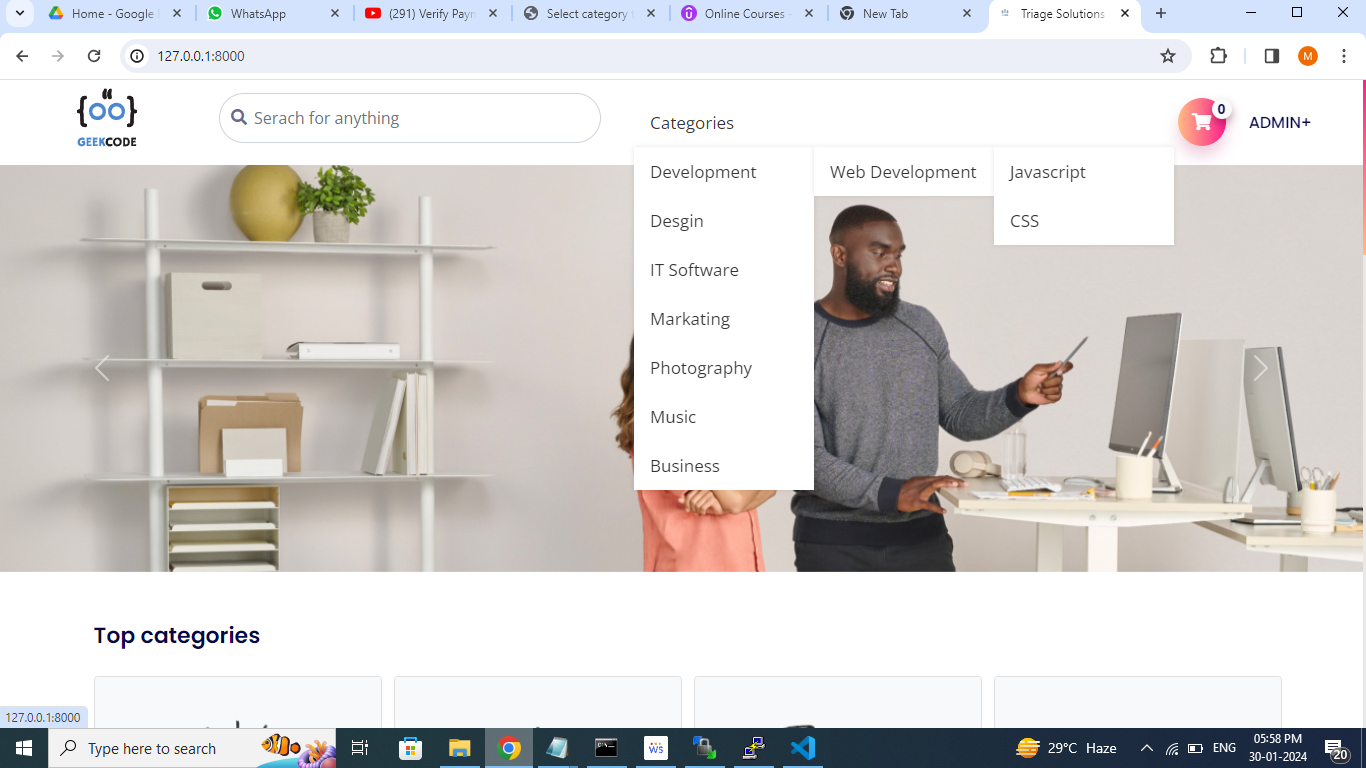 Home - Google
WhatsApp
(291) Verify Payn
Select category
Online Courses -
New Tab
Triage Solutions
127.0.0.1:8000
M
{oo}
GEEKCODE
Serach for anything
Categories
0
ADMIN+
Development
Web Development
Javascript
Desgin
CSS
IT Software
Markating
Photography
Music
Business
Top categories
127.0.0.1:8000
Type here to search
WS
29°C Haze
ENG
05:58 PM
30-01-2024
20